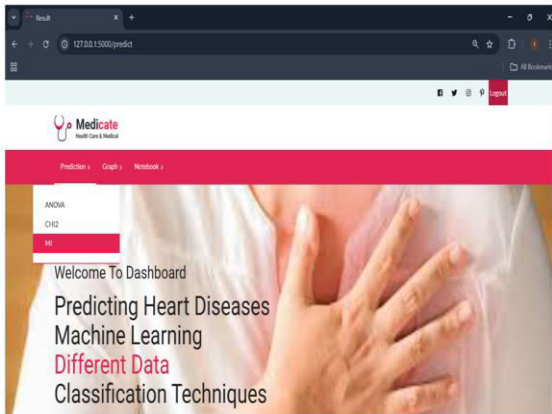 Result
127.0.0.1:5000/predict
All Bookmarks
Logout
Medicate
Health Care & Medical
Prediction > Graph > Notebook >
ANOVA
CHI2
MI
Welcome To Dashboard
Predicting Heart Diseases
Machine Learning
Different Data
Classification Techniques